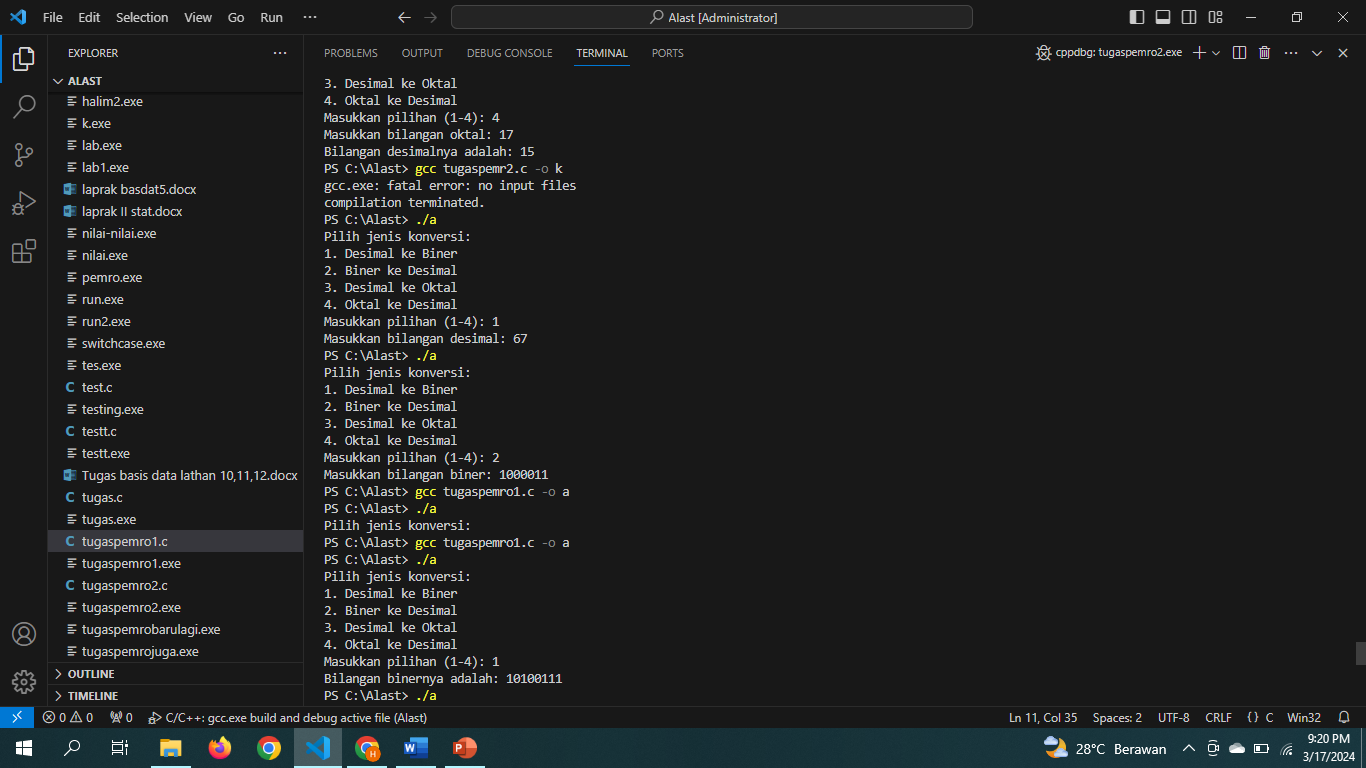 File Edit Selection View Go Run ··· Alast [Administrator]
EXPLORER ···
ALAST
halim2.exe
k.exe
lab.exe
lab1.exe
laprak basdat5.docx
laprak II stat.docx
nilai-nilai.exe
nilai.exe
pemro.exe
run.exe
run2.exe
switchcase.exe
tes.exe
test.c
testing.exe
testt.c
testt.exe
Tugas basis data lathan 10,11,12.docx
tugas.c
tugas.exe
tugaspemro1.c
tugaspemro1.exe
tugaspemro2.c
tugaspemro2.exe
tugaspemrobarulagi.exe
tugaspemrojuga.exe
OUTLINE
TIMELINE
PROBLEMS OUTPUT DEBUG CONSOLE TERMINAL PORTS cppdbg: tugaspemro2.exe
3. Desimal ke Oktal
4. Oktal ke Desimal
Masukkan pilihan (1-4): 4
Masukkan bilangan oktal: 17
Bilangan desimalnya adalah: 15
PS C:\Alast> gcc tugaspemr2.c -o k
gcc.exe: fatal error: no input files
compilation terminated.
PS C:\Alast> ./a
Pilih jenis konversi:
1. Desimal ke Biner
2. Biner ke Desimal
3. Desimal ke Oktal
4. Oktal ke Desimal
Masukkan pilihan (1-4): 1
Masukkan bilangan desimal: 67
PS C:\Alast> ./a
Pilih jenis konversi:
1. Desimal ke Biner
2. Biner ke Desimal
3. Desimal ke Oktal
4. Oktal ke Desimal
Masukkan pilihan (1-4): 2
Masukkan bilangan biner: 1000011
PS C:\Alast> gcc tugaspemro1.c -o a
PS C:\Alast> ./a
Pilih jenis konversi:
PS C:\Alast> gcc tugaspemro1.c -o a
PS C:\Alast> ./a
Pilih jenis konversi:
1. Desimal ke Biner
2. Biner ke Desimal
3. Desimal ke Oktal
4. Oktal ke Desimal
Masukkan pilihan (1-4): 1
Bilangan binernya adalah: 10100111
PS C:\Alast> ./a
0 0 0 C/C++: gcc.exe build and debug active file (Alast) Ln 11, Col 35 Spaces: 2 UTF-8 CRLF {} C Win32
28°C Berawan 9:20 PM
3/17/2024